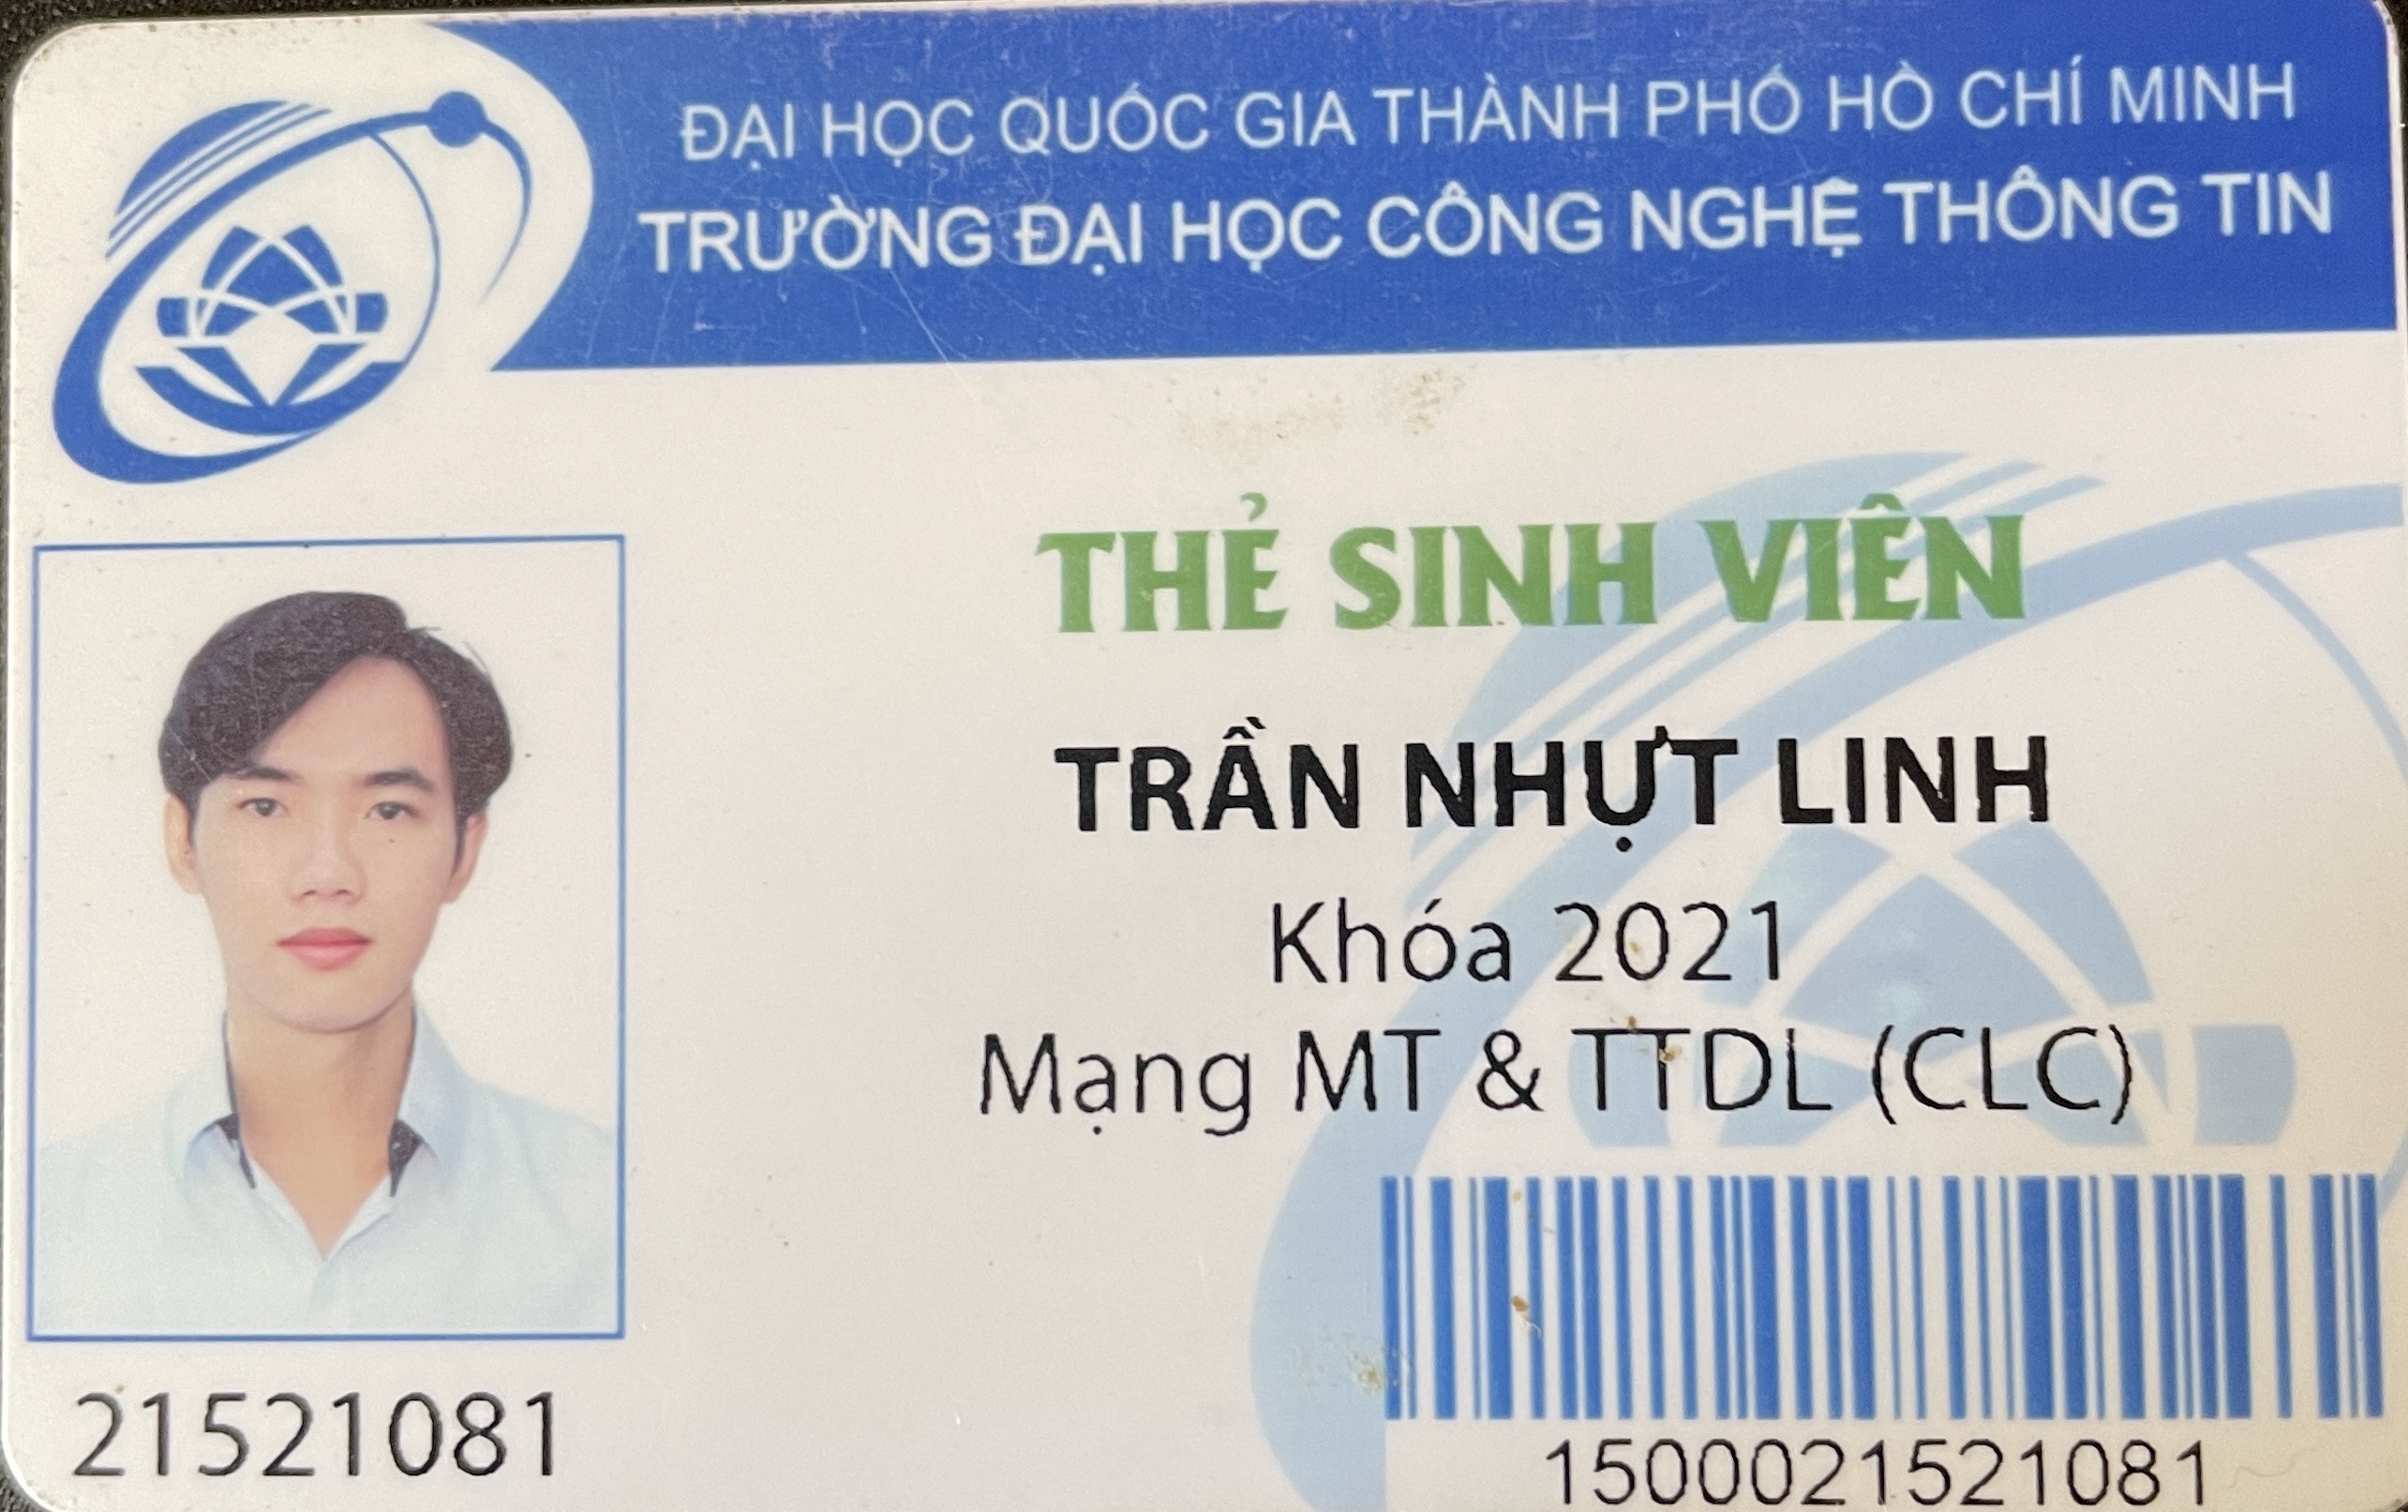 ĐẠI HỌC QUỐC GIA THÀNH PHỐ HỒ CHÍ MINH
TRƯỜNG ĐẠI HỌC CÔNG NGHỆ THÔNG TIN
THẺ SINH VIÊN
TRẦN NHỰT LINH
Khóa 2021
Mạng MT & TTDL (CLC)
21521081
1500021521081